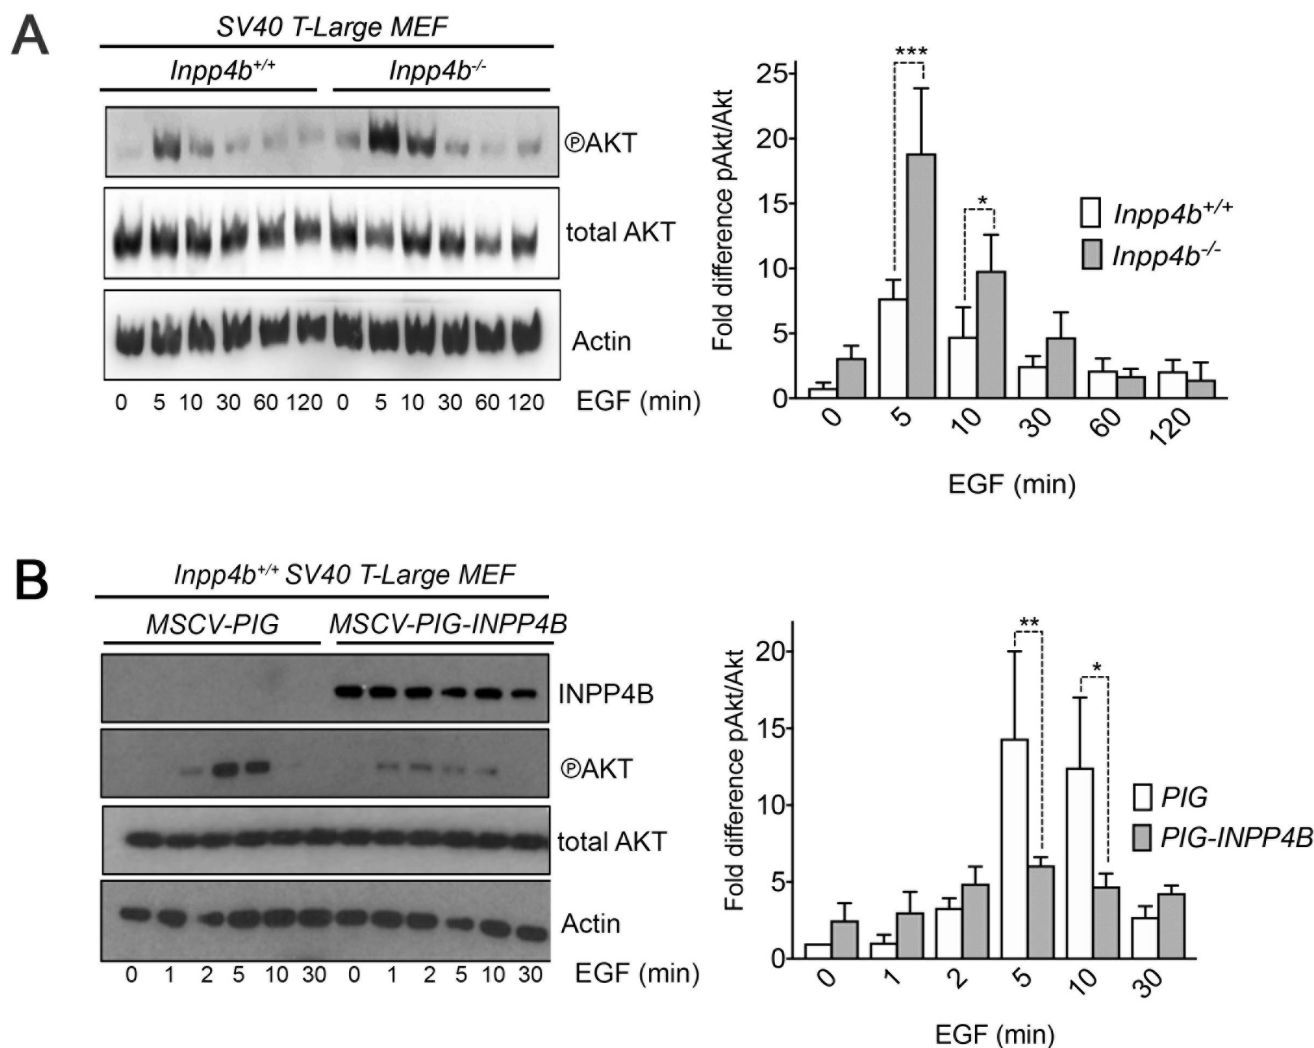 A
SV40 T-Large MEF
Inpp4b+/+ Inpp4b-/-
ⓅAKT
total AKT
Actin
0 5 10 30 60 120 0 5 10 30 60 120 EGF (min)
Fold difference pAkt/Akt
25
20
15
10
5
0
***
*
Inpp4b+/+
Inpp4b-/-
0 5 10 30 60 120
EGF (min)
B
Inpp4b+/+ SV40 T-Large MEF
MSCV-PIG MSCV-PIG-INPP4B
INPP4B
ⓅAKT
total AKT
Actin
0 1 2 5 10 30 0 1 2 5 10 30 EGF (min)
Fold difference pAkt/Akt
20
15
10
5
0
**
*
PIG
PIG-INPP4B
0 1 2 5 10 30
EGF (min)